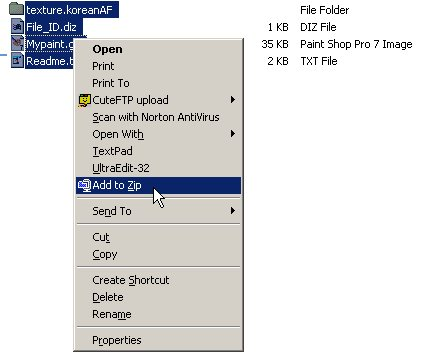 texture.koreanAF File Folder
File_ID.diz 1 KB DIZ File
Mypaint. 35 KB Paint Shop Pro 7 Image
Readme.t 2 KB TXT File
Open
Print
Print To
CuteFTP upload
Scan with Norton AntiVirus
Open With
TextPad
UltraEdit-32
Add to Zip
Send To
Cut
Copy
Create Shortcut
Delete
Rename
Properties